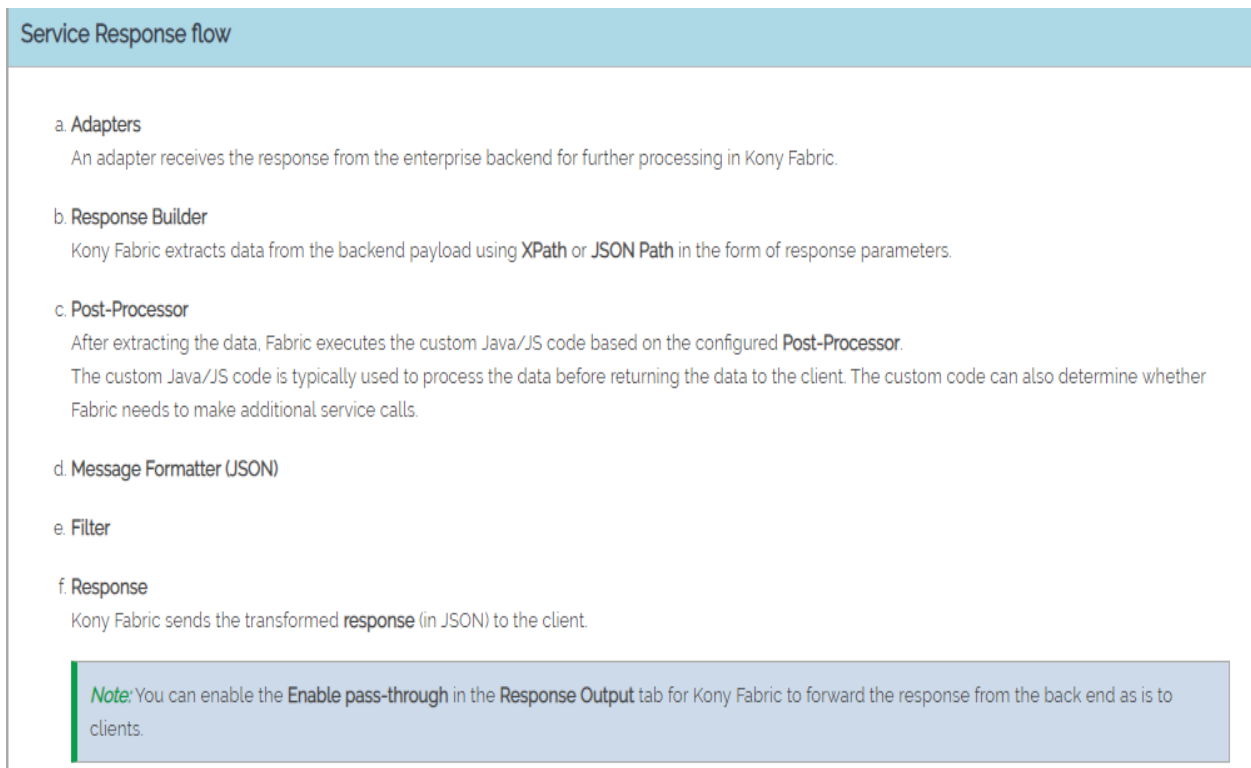 Service Response flow
a. Adapters
An adapter receives the response from the enterprise backend for further processing in Kony Fabric.
b. Response Builder
Kony Fabric extracts data from the backend payload using XPath or JSON Path in the form of response parameters.
c. Post-Processor
After extracting the data, Fabric executes the custom Java/JS code based on the configured Post-Processor.
The custom Java/JS code is typically used to process the data before returning the data to the client. The custom code can also determine whether
Fabric needs to make additional service calls.
d. Message Formatter (JSON)
e. Filter
f. Response
Kony Fabric sends the transformed response (in JSON) to the client.
Note: You can enable the Enable pass-through in the Response Output tab for Kony Fabric to forward the response from the back end as is to
clients.